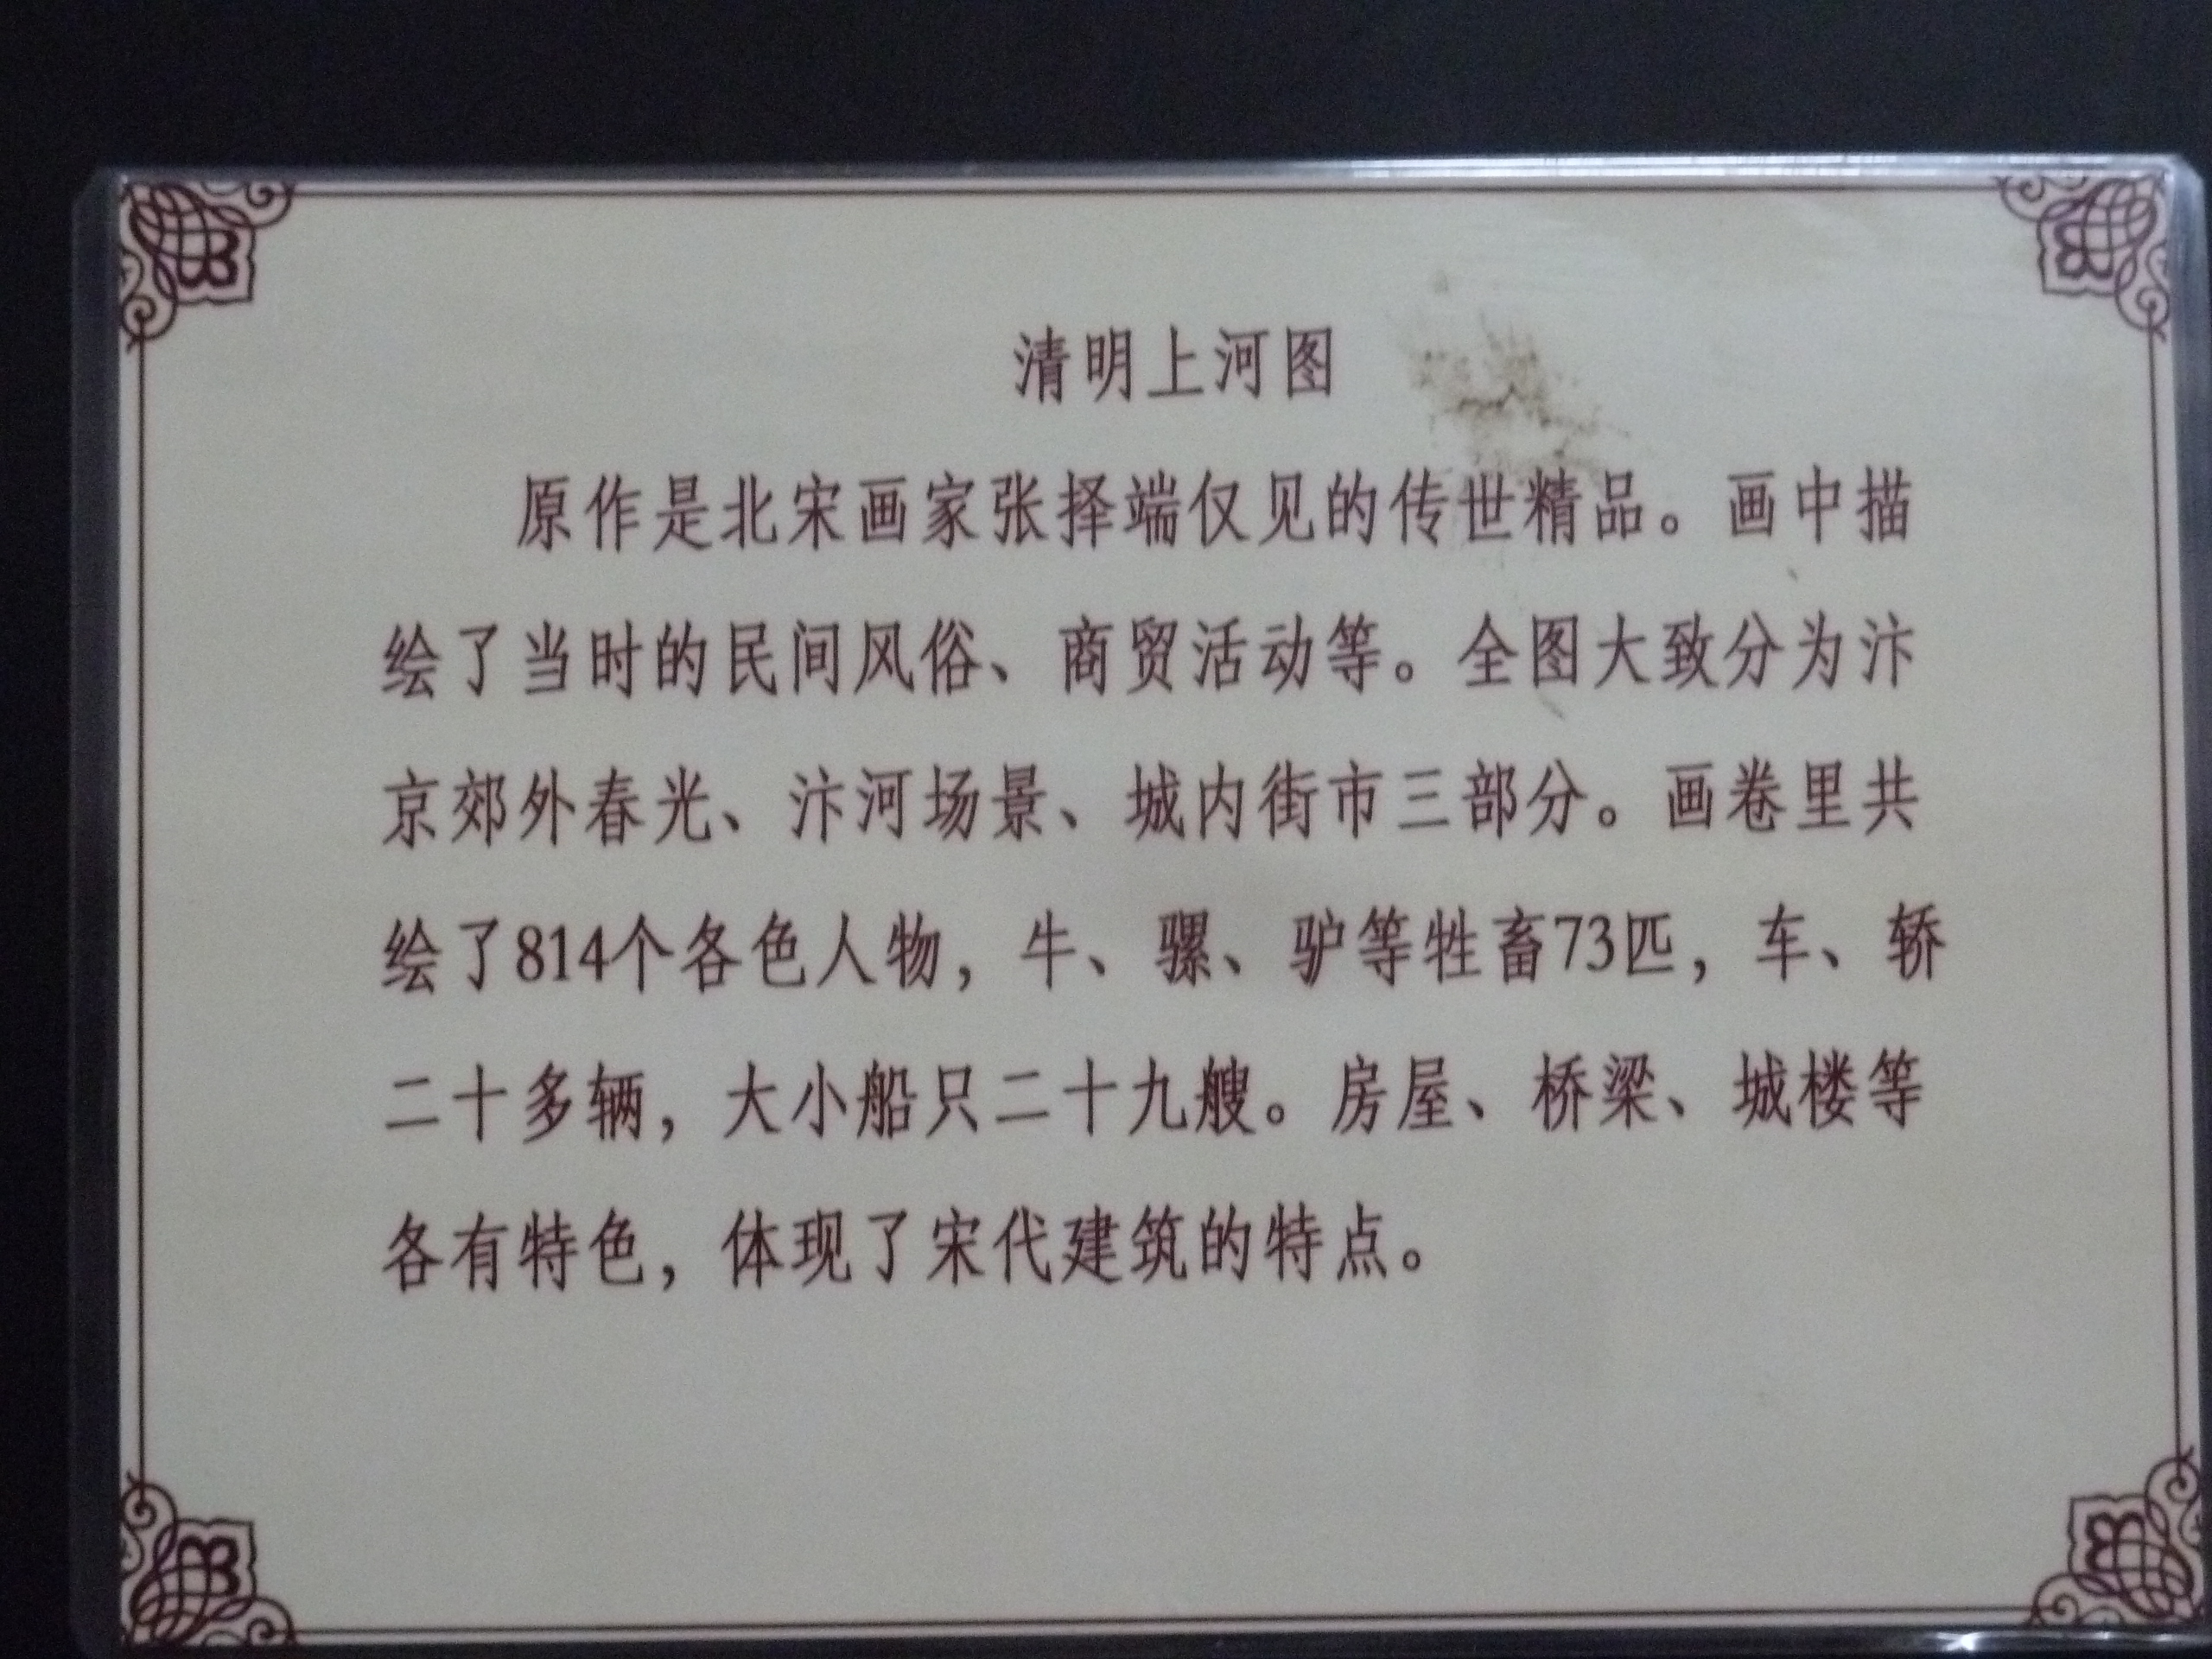 清明上河图
原作是北宋画家张择端仅见的传世精品。画中描
绘了当时的民间风俗、商贸活动等。全图大致分为汴
京郊外春光、汴河场景、城内街市三部分。画卷里共
绘了814个各色人物，牛、骡、驴等牲畜73匹，车、轿
二十多辆，大小船只二十九艘。房屋、桥梁、城楼等
各有特色，体现了宋代建筑的特点。